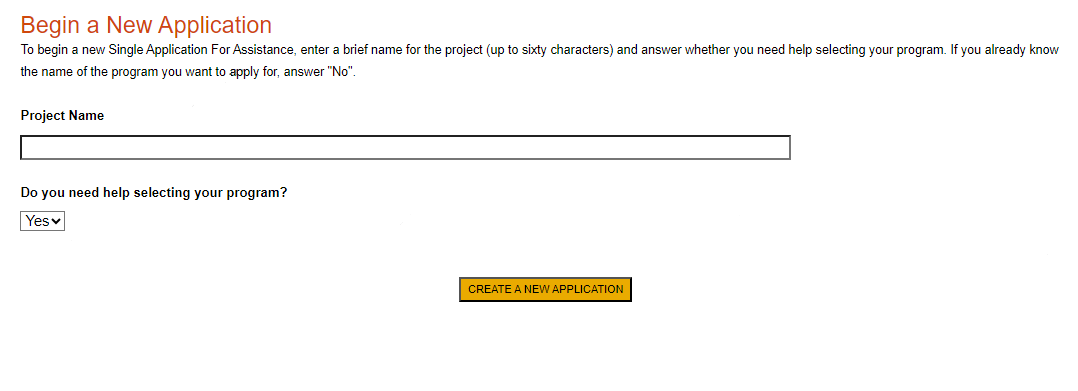 Begin a New Application
To begin a new Single Application For Assistance, enter a brief name for the project (up to sixty characters) and answer whether you need help selecting your program. If you already know
the name of the program you want to apply for, answer "No".
Project Name
Do you need help selecting your program?
Yes
CREATE A NEW APPLICATION